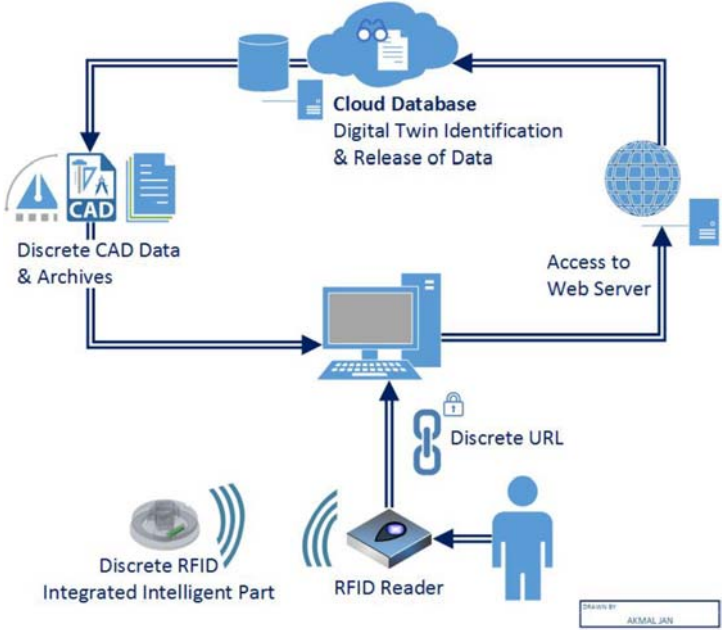 Cloud Database
Digital Twin Identification
& Release of Data
CAD
Discrete CAD Data
& Archives
Access to
Web Server
Discrete URL
Discrete RFID
Integrated Intelligent Part
RFID Reader
DRAWN BY
AKMAL JAN